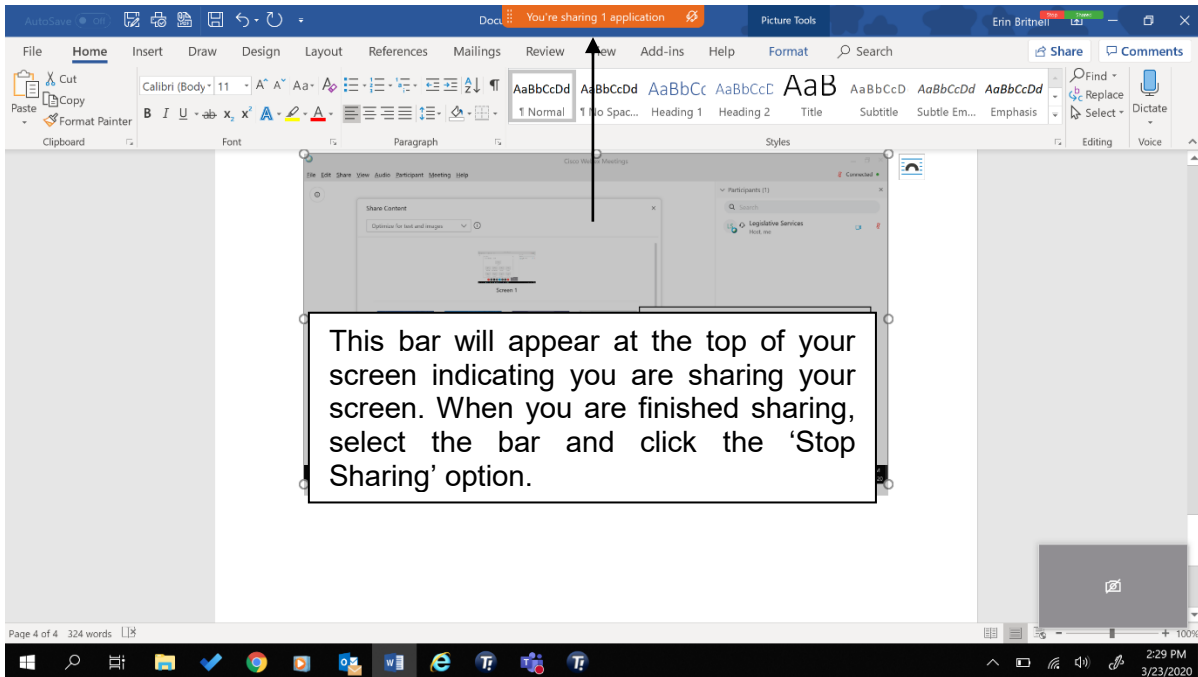 AutoSave Off Docu You're sharing 1 application Picture Tools Erin Britnell Stop Share
File Home Insert Draw Design Layout References Mailings Review View Add-ins Help Format Search Share Comments
Paste
Cut
Copy
Format Painter
Clipboard
Calibri (Body 11
Font
Paragraph
AaBbCcDd AaBbCcDd AaBbCc AaBbCcD AaB AaBbCcD AaBbCcDd AaBbCcDd
¶ Normal ¶ No Spac... Heading 1 Heading 2 Title Subtitle Subtle Em... Emphasis
Styles
Find
Replace
Select
Editing
Dictate
Voice
Cisco Webex Meetings
File Edit Share View Audio Participant Meeting Help
Connected
Share Content
Optimize for text and images
Screen 1
Participants (1)
Search
Legislative Services
Host, me
This bar will appear at the top of your
screen indicating you are sharing your
screen. When you are finished sharing,
select the bar and click the ‘Stop
Sharing’ option.
Page 4 of 4 324 words
100%
2:29 PM
3/23/2020